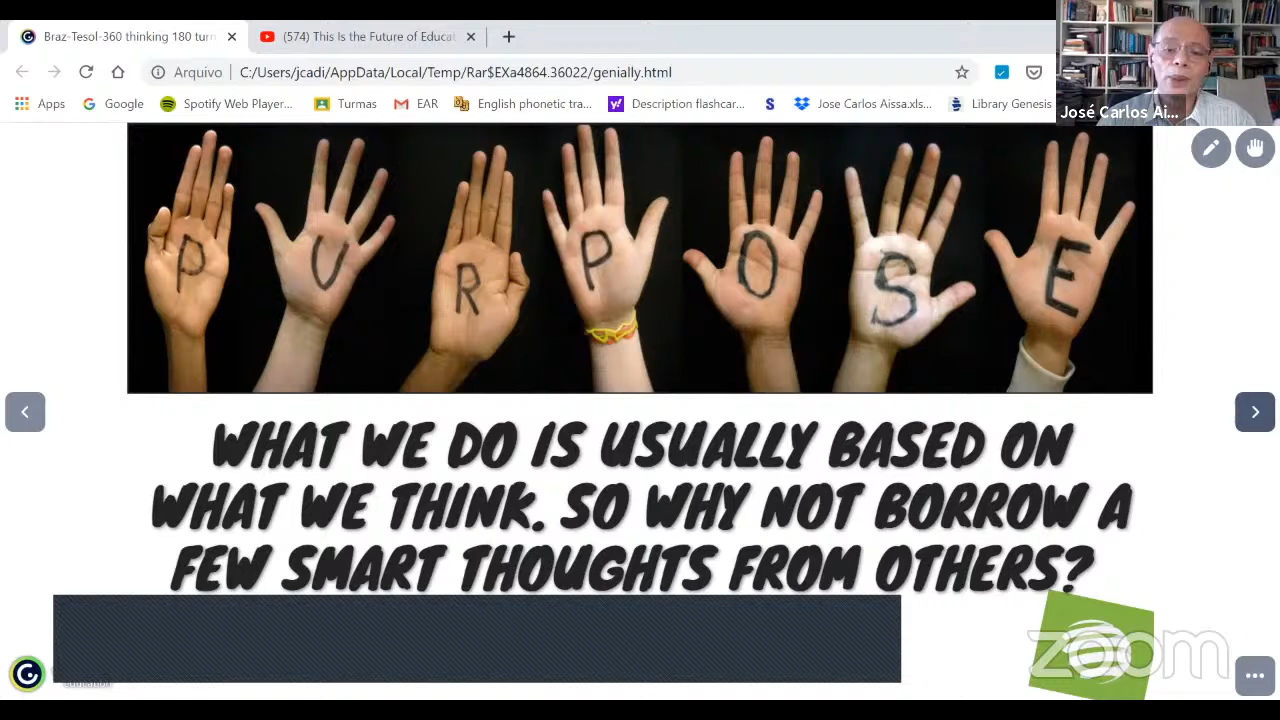 Braz-Tesol-360 thinking 180 turn
(574) This Is the Future of Educat
Arquivo C:/Users/jcadi/AppData/Local/Temp/Rar$EXa4864.36022/genially.html
Apps Google Spotify Web Player... Turmas EAR English phonetic tra... Description flashc... S Jose Carlos Aissa.xls... Library Genesis
José Carlos Ai...
P U R P O S E
WHAT WE DO IS USUALLY BASED ON
WHAT WE THINK. SO WHY NOT BORROW A
FEW SMART THOUGHTS FROM OTHERS?
education
zoom